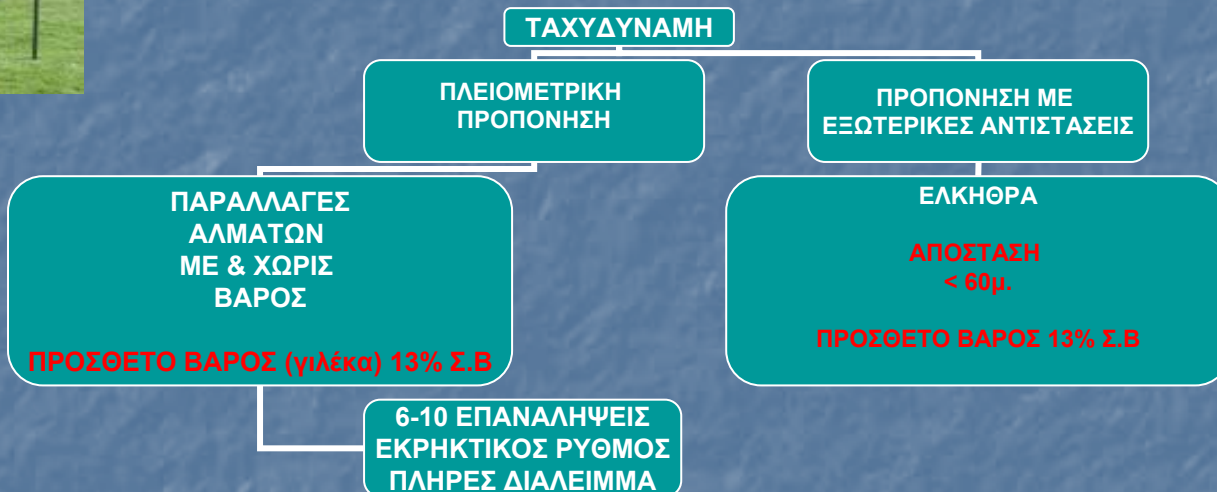 ΤΑΧΥΔΥΝΑΜΗ
ΠΛΕΙΟΜΕΤΡΙΚΗ
ΠΡΟΠΟΝΗΣΗ
ΠΡΟΠΟΝΗΣΗ ΜΕ
ΕΞΩΤΕΡΙΚΕΣ ΑΝΤΙΣΤΑΣΕΙΣ
ΠΑΡΑΛΛΑΓΕΣ
ΑΛΜΑΤΩΝ
ΜΕ & ΧΩΡΙΣ
ΒΑΡΟΣ
ΠΡΟΣΘΕΤΟ ΒΑΡΟΣ (γιλέκα) 13% Σ.Β
ΕΛΚΗΘΡΑ
ΑΠΟΣΤΑΣΗ
< 60μ.
ΠΡΟΣΘΕΤΟ ΒΑΡΟΣ 13% Σ.Β
6-10 ΕΠΑΝΑΛΗΨΕΙΣ
ΕΚΡΗΚΤΙΚΟΣ ΡΥΘΜΟΣ
ΠΛΗΡΕΣ ΔΙΑΛΕΙΜΜΑ